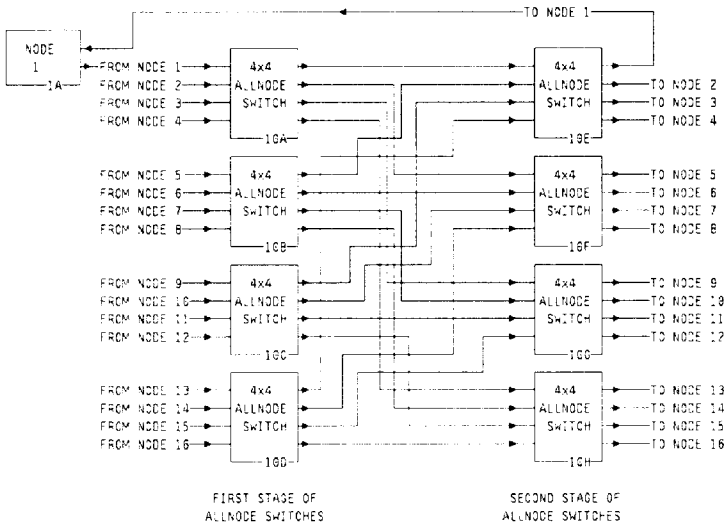 TO NODE 1
NODE
1
1A
FROM NODE 1
FROM NODE 2
FROM NODE 3
FROM NODE 4
4x4
ALLNODE
SWITCH
10A
4x4
ALLNODE
SWITCH
10E
TO NODE 2
TO NODE 3
TO NODE 4
FROM NODE 5
FROM NODE 6
FROM NODE 7
FROM NODE 8
4x4
ALLNODE
SWITCH
10B
4x4
ALLNODE
SWITCH
10F
TO NODE 5
TO NODE 6
TO NODE 7
TO NODE 8
FROM NODE 9
FROM NODE 10
FROM NODE 11
FROM NODE 12
4x4
ALLNODE
SWITCH
10C
4x4
ALLNODE
SWITCH
10G
TO NODE 9
TO NODE 10
TO NODE 11
TO NODE 12
FROM NODE 13
FROM NODE 14
FROM NODE 15
FROM NODE 16
4x4
ALLNODE
SWITCH
10D
4x4
ALLNODE
SWITCH
10H
TO NODE 13
TO NODE 14
TO NODE 15
TO NODE 16
FIRST STAGE OF
ALLNODE SWITCHES
SECOND STAGE OF
ALLNODE SWITCHES